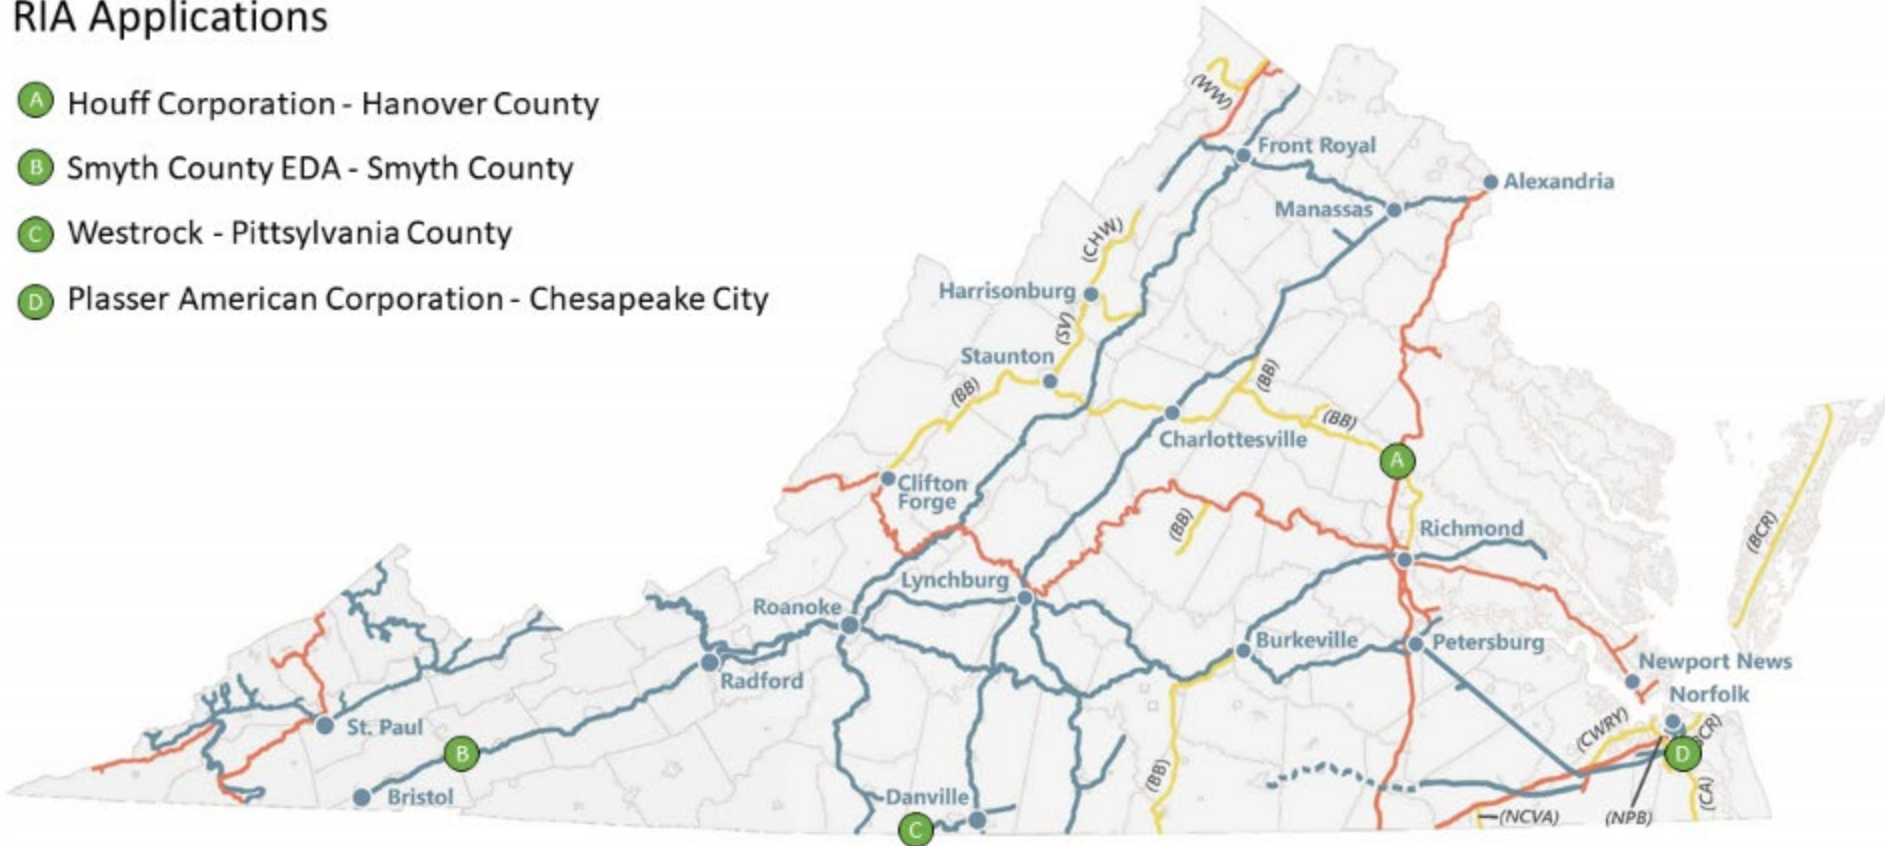 RIA Applications
A Houff Corporation - Hanover County
B Smyth County EDA - Smyth County
C Westrock - Pittsylvania County
D Plasser American Corporation - Chesapeake City
(WW)
Front Royal
Alexandria
Manassas
(CHW)
Harrisonburg
(SV)
Staunton
(BB)
(BB)
(BB)
Charlottesville
A
Clifton
Forge
(BB)
Richmond
(BCR)
Lynchburg
Roanoke
Burkeville
Petersburg
Radford
Newport News
Norfolk
St. Paul
(CWRY)
BCR)
B
D
(BB)
Bristol
Danville
(CA)
C
(NCVA)
(NPB)